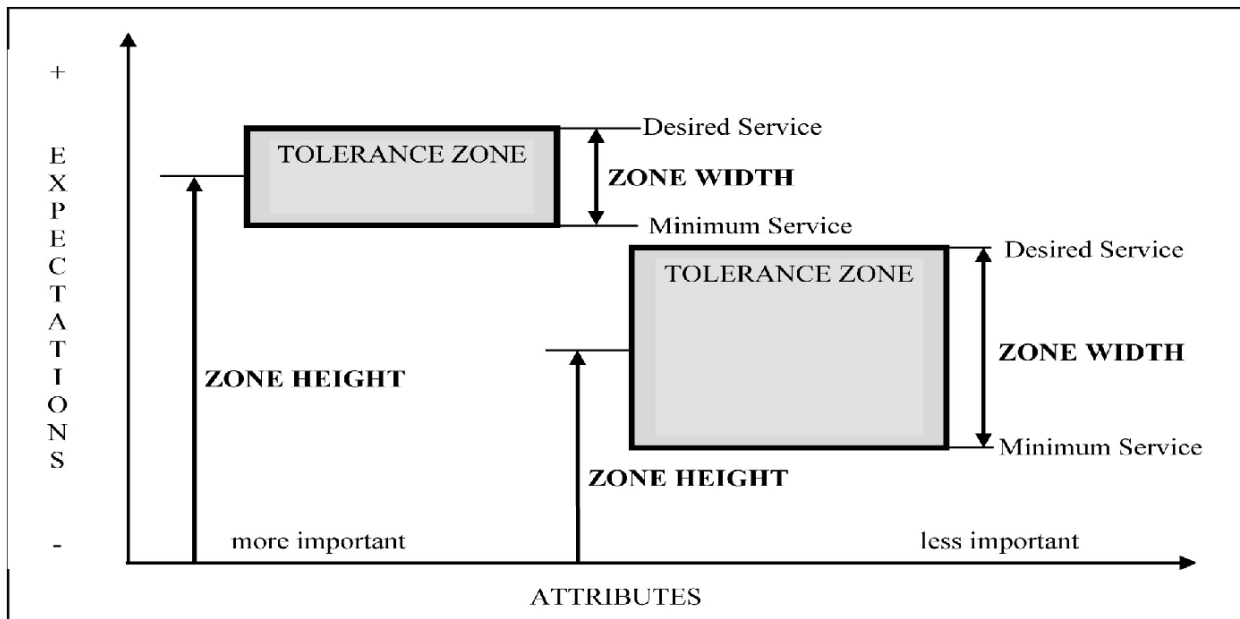 +
EXPECTATIONS
-
Desired Service
TOLERANCE ZONE
ZONE WIDTH
Minimum Service
Desired Service
TOLERANCE ZONE
ZONE WIDTH
ZONE HEIGHT
Minimum Service
ZONE HEIGHT
more important
less important
ATTRIBUTES